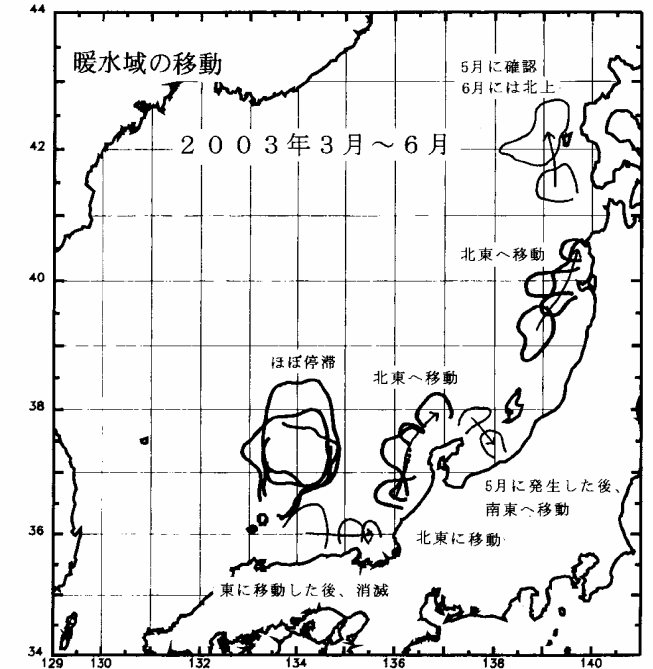 44
暖水域の移動
5月に確認
6月には北上
2003年3月～6月
42
北東へ移動
40
ほぼ停滞
北東へ移動
38
5月に発生した後、
南東へ移動
36
北東に移動
東に移動した後、消滅
34
129 130 132 134 136 138 140